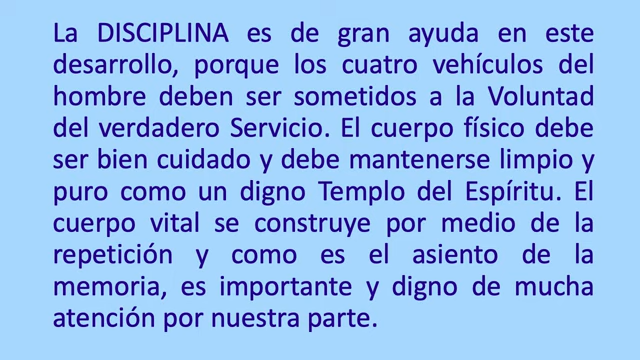 La DISCIPLINA es de gran ayuda en este
desarrollo, porque los cuatro vehículos del
hombre deben ser sometidos a la Voluntad
del verdadero Servicio. El cuerpo físico debe
ser bien cuidado y debe mantenerse limpio y
puro como un digno Templo del Espíritu. El
cuerpo vital se construye por medio de la
repetición y como es el asiento de la
memoria, es importante y digno de mucha
atención por nuestra parte.